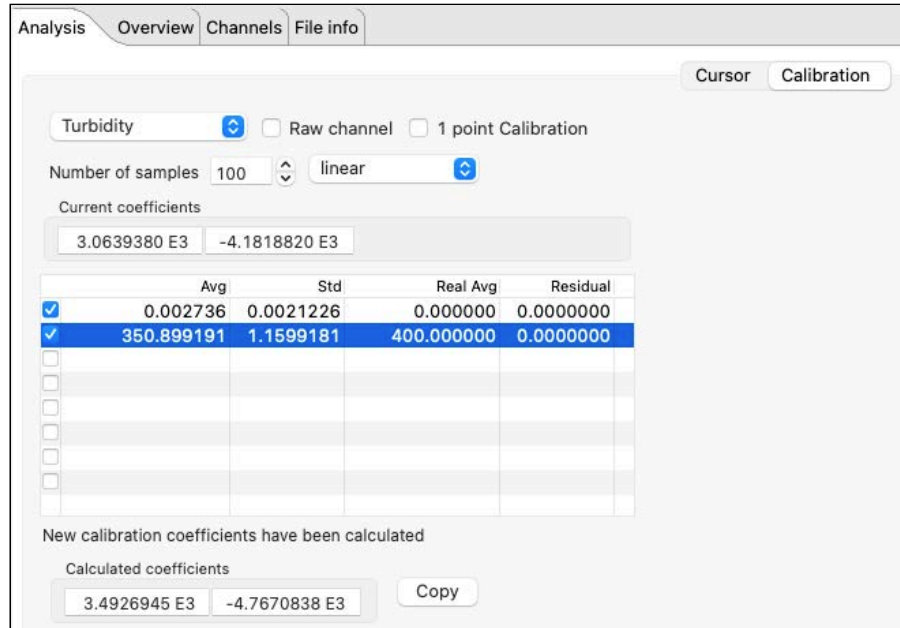 Analysis Overview Channels File info
Cursor Calibration
Turbidity Raw channel 1 point Calibration
Number of samples 100 linear
Current coefficients
3.0639380 E3 -4.1818820 E3
Avg Std Real Avg Residual
0.002736 0.0021226 0.000000 0.0000000
350.899191 1.1599181 400.000000 0.0000000
New calibration coefficients have been calculated
Calculated coefficients
3.4926945 E3 -4.7670838 E3 Copy